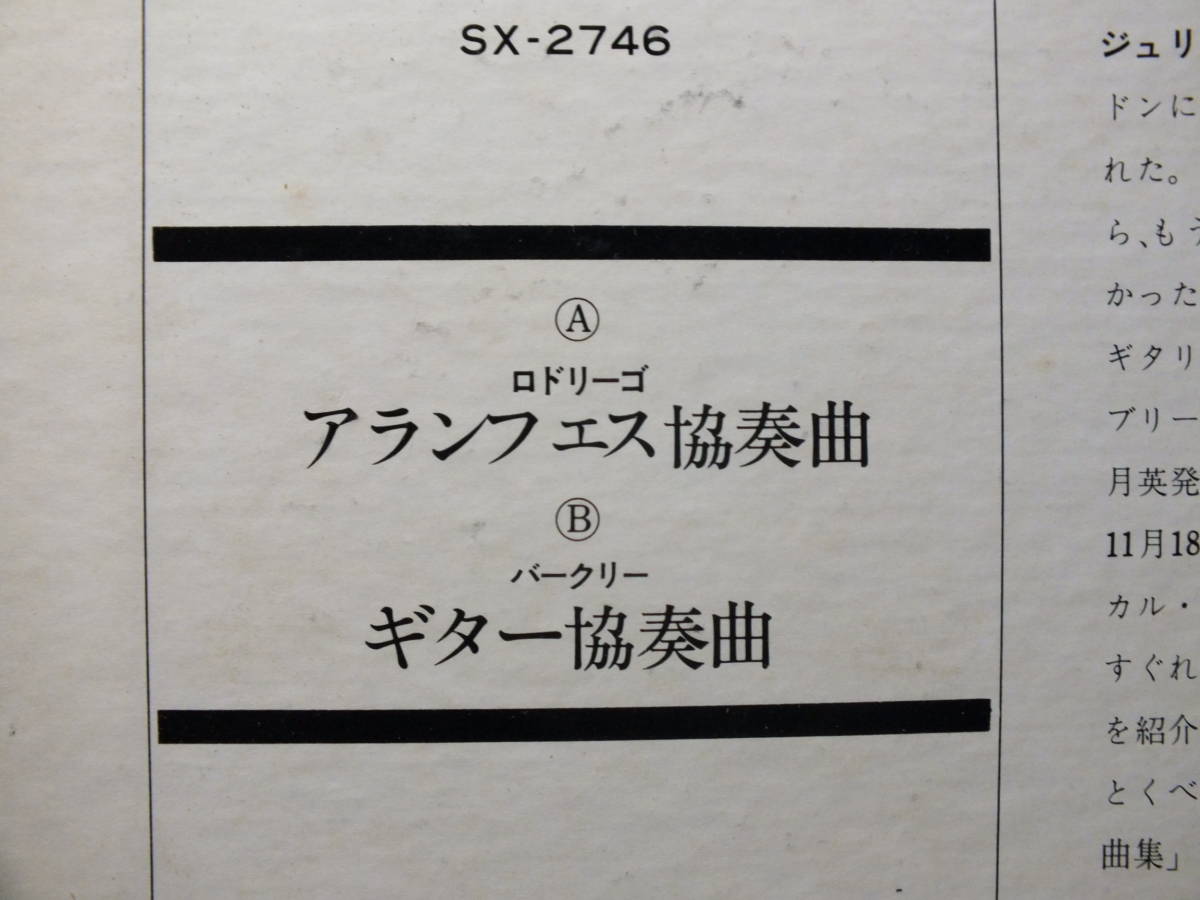 SX-2746
Ⓐ
ロドリーゴ
アランフェス協奏曲
Ⓑ
バークリー
ギター協奏曲
ジュリ
ドンに
れた。
ら、もう
かった
ギタリ
ブリー
月英発
11月18
カル・
すぐれ
を紹介
とくべ
曲集」